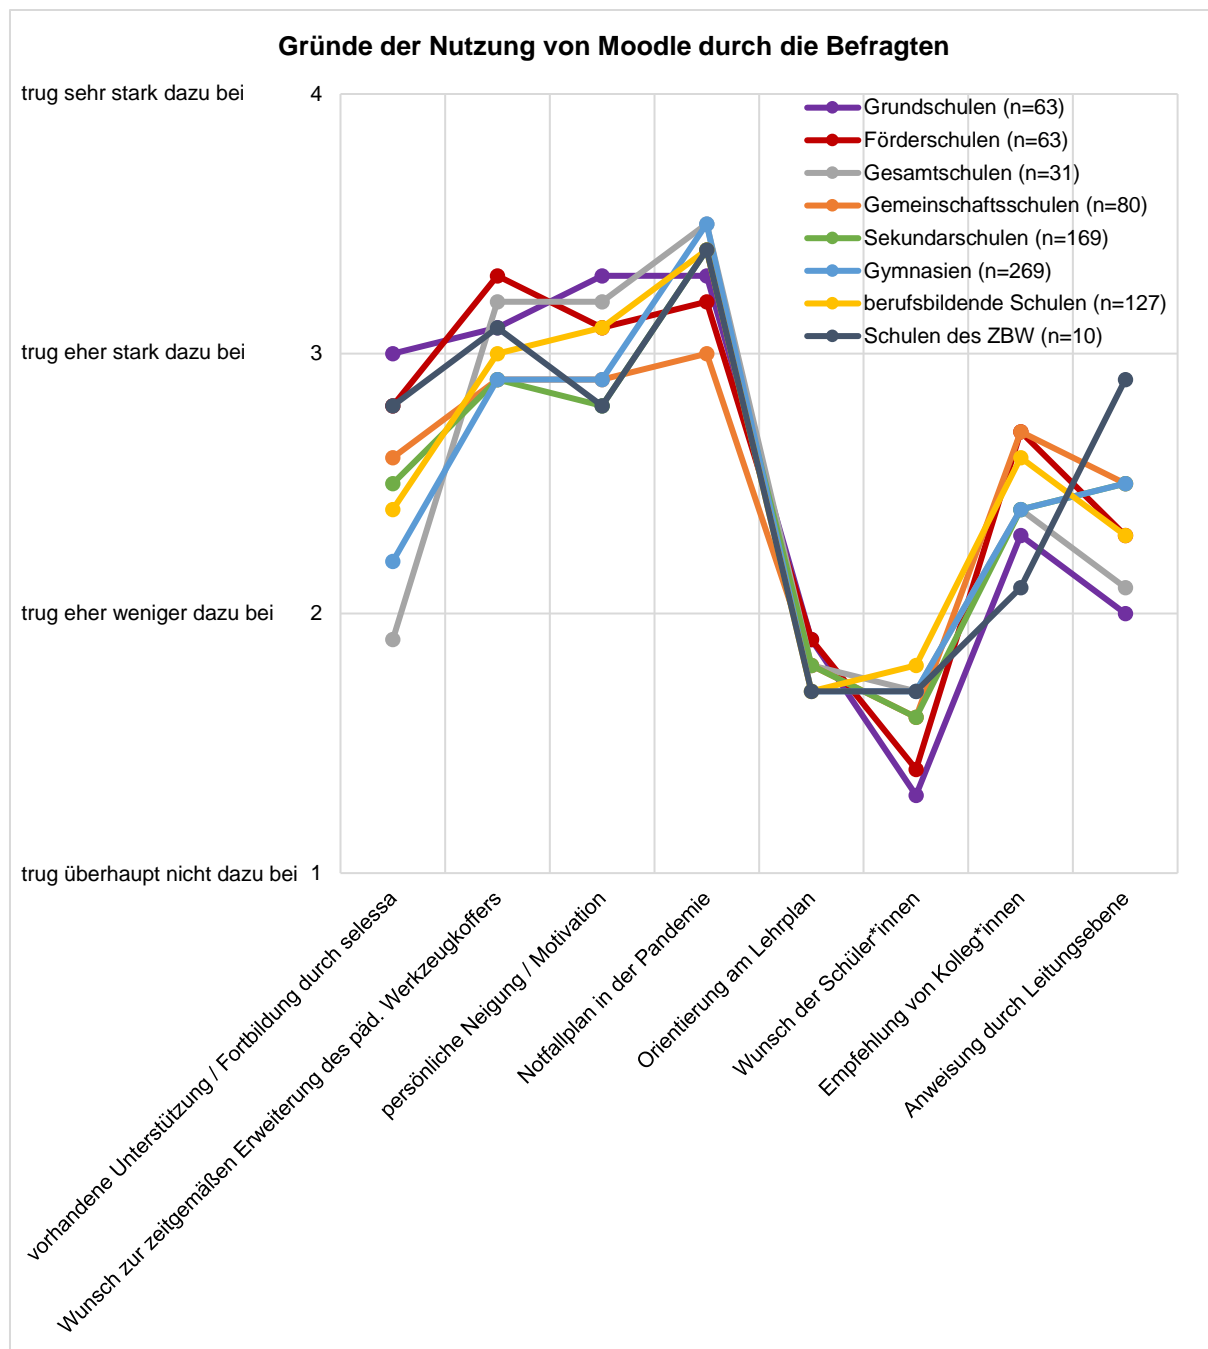 Gründe der Nutzung von Moodle durch die Befragten
trug sehr stark dazu bei 4
Grundschulen (n=63)
Förderschulen (n=63)
Gesamtschulen (n=31)
Gemeinschaftsschulen (n=80)
Sekundarschulen (n=169)
Gymnasien (n=269)
berufsbildende Schulen (n=127)
Schulen des ZBW (n=10)
trug eher stark dazu bei 3
trug eher weniger dazu bei 2
trug überhaupt nicht dazu bei 1
vorhandene Unterstützung / Fortbildung durch selessa
Wunsch zur zeitgemäßen Erweiterung des päd. Werkzeugkoffers
persönliche Neigung / Motivation
Notfallplan in der Pandemie
Orientierung am Lehrplan
Wunsch der Schüler*innen
Empfehlung von Kolleg*innen
Anweisung durch Leitungsebene